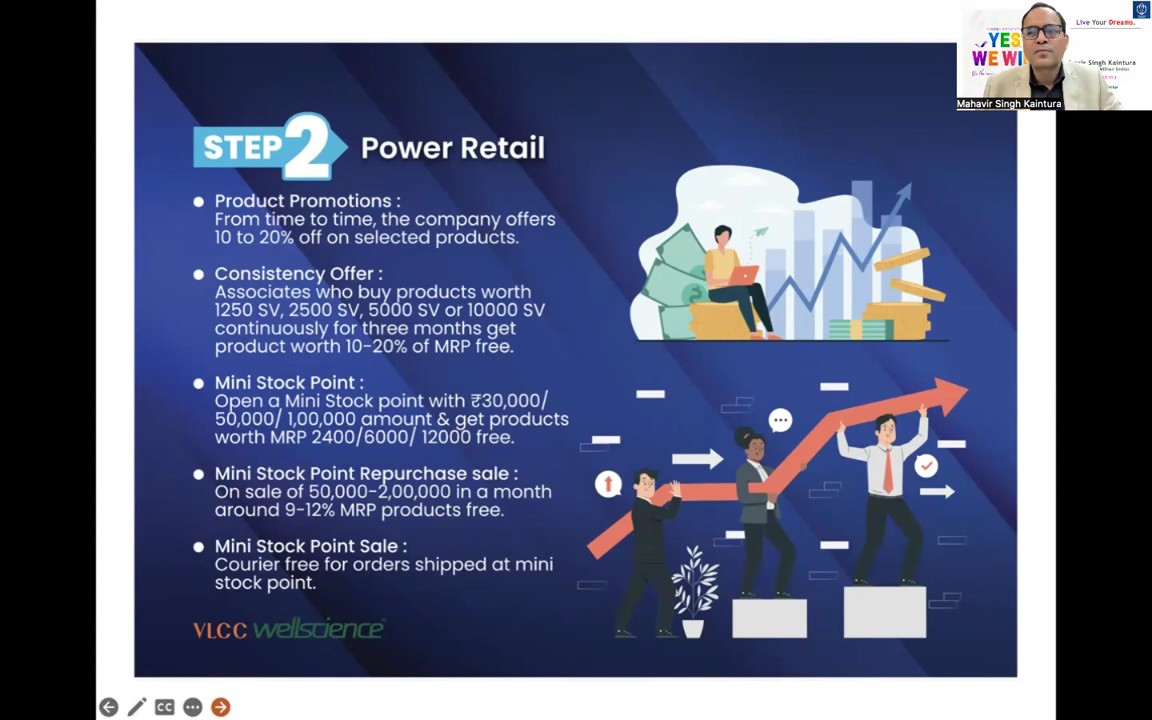 STEP 2 Power Retail
Product Promotions :
From time to time, the company offers
10 to 20% off on selected products.
Consistency Offer :
Associates who buy products worth
1250 SV, 2500 SV, 5000 SV or 10000 SV
continuously for three months get
product worth 10-20% of MRP free.
Mini Stock Point :
Open a Mini Stock point with ₹30,000/
50,000/ 1,00,000 amount & get products
worth MRP 2400/6000/ 12000 free.
Mini Stock Point Repurchase sale :
On sale of 50,000-2,00,000 in a month
around 9-12% MRP products free.
Mini Stock Point Sale :
Courier free for orders shipped at mini
stock point.
VLCC wellscience
Live Your Dreams.
YES
WE WI
Singh Kaintura
Mahavir Singh Kaintura
CC